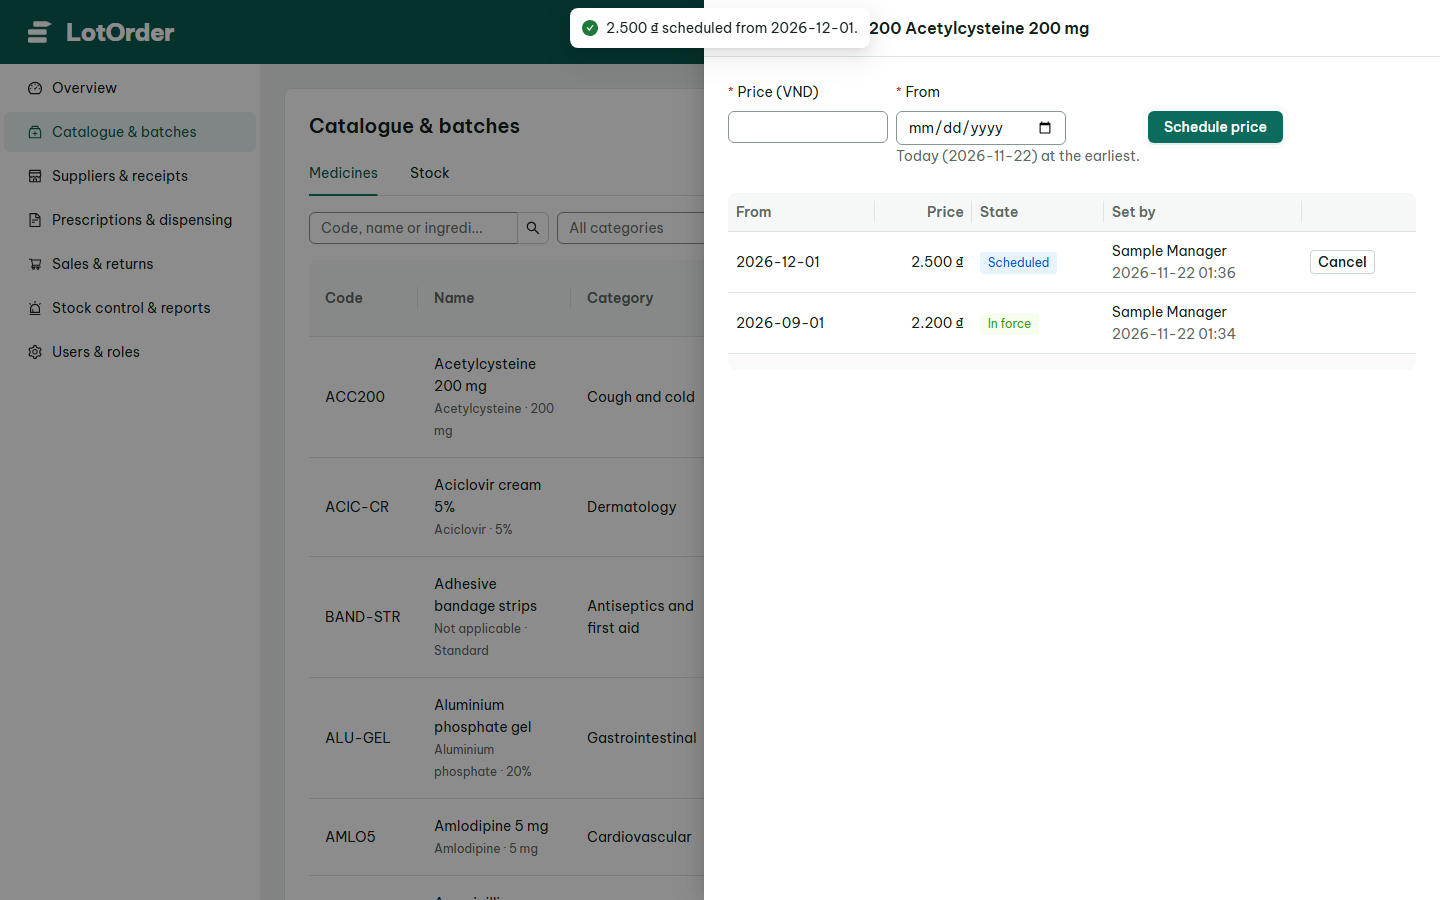 LotOrder
2.500 ₫ scheduled from 2026-12-01.
200 Acetylcysteine 200 mg
Overview
Catalogue & batches
Suppliers & receipts
Prescriptions & dispensing
Sales & returns
Stock control & reports
Users & roles
Catalogue & batches
Medicines
Stock
Code, name or ingredi...
All categories
Code
Name
Category
ACC200
Acetylcysteine
200 mg
Acetylcysteine · 200
mg
Cough and cold
ACIC-CR
Aciclovir cream
5%
Aciclovir · 5%
Dermatology
BAND-STR
Adhesive
bandage strips
Not applicable ·
Standard
Antiseptics and
first aid
ALU-GEL
Aluminium
phosphate gel
Aluminium
phosphate · 20%
Gastrointestinal
AMLO5
Amlodipine 5 mg
Amlodipine · 5 mg
Cardiovascular
* Price (VND)
* From
mm/dd/yyyy
Schedule price
Today (2026-11-22) at the earliest.
From
Price
State
Set by
2026-12-01
2.500 ₫
Scheduled
Sample Manager
2026-11-22 01:36
Cancel
2026-09-01
2.200 ₫
In force
Sample Manager
2026-11-22 01:34